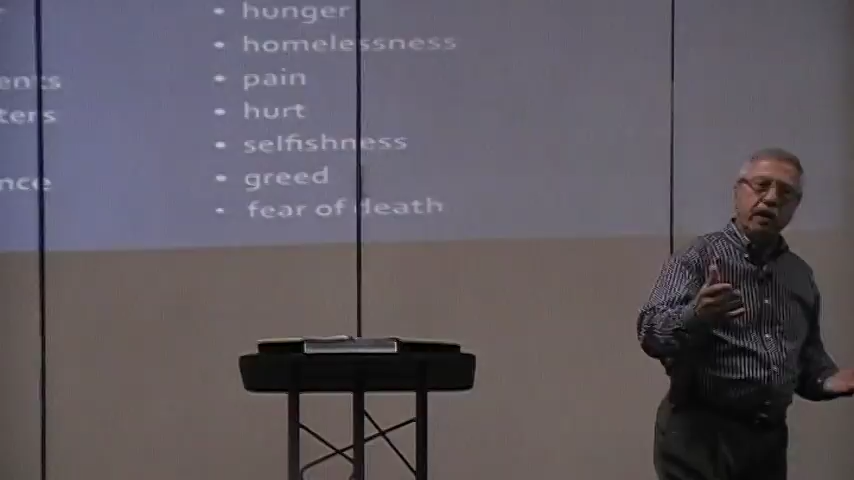 • hunger
• homelessness
• pain
• hurt
• selfishness
• greed
• fear of death